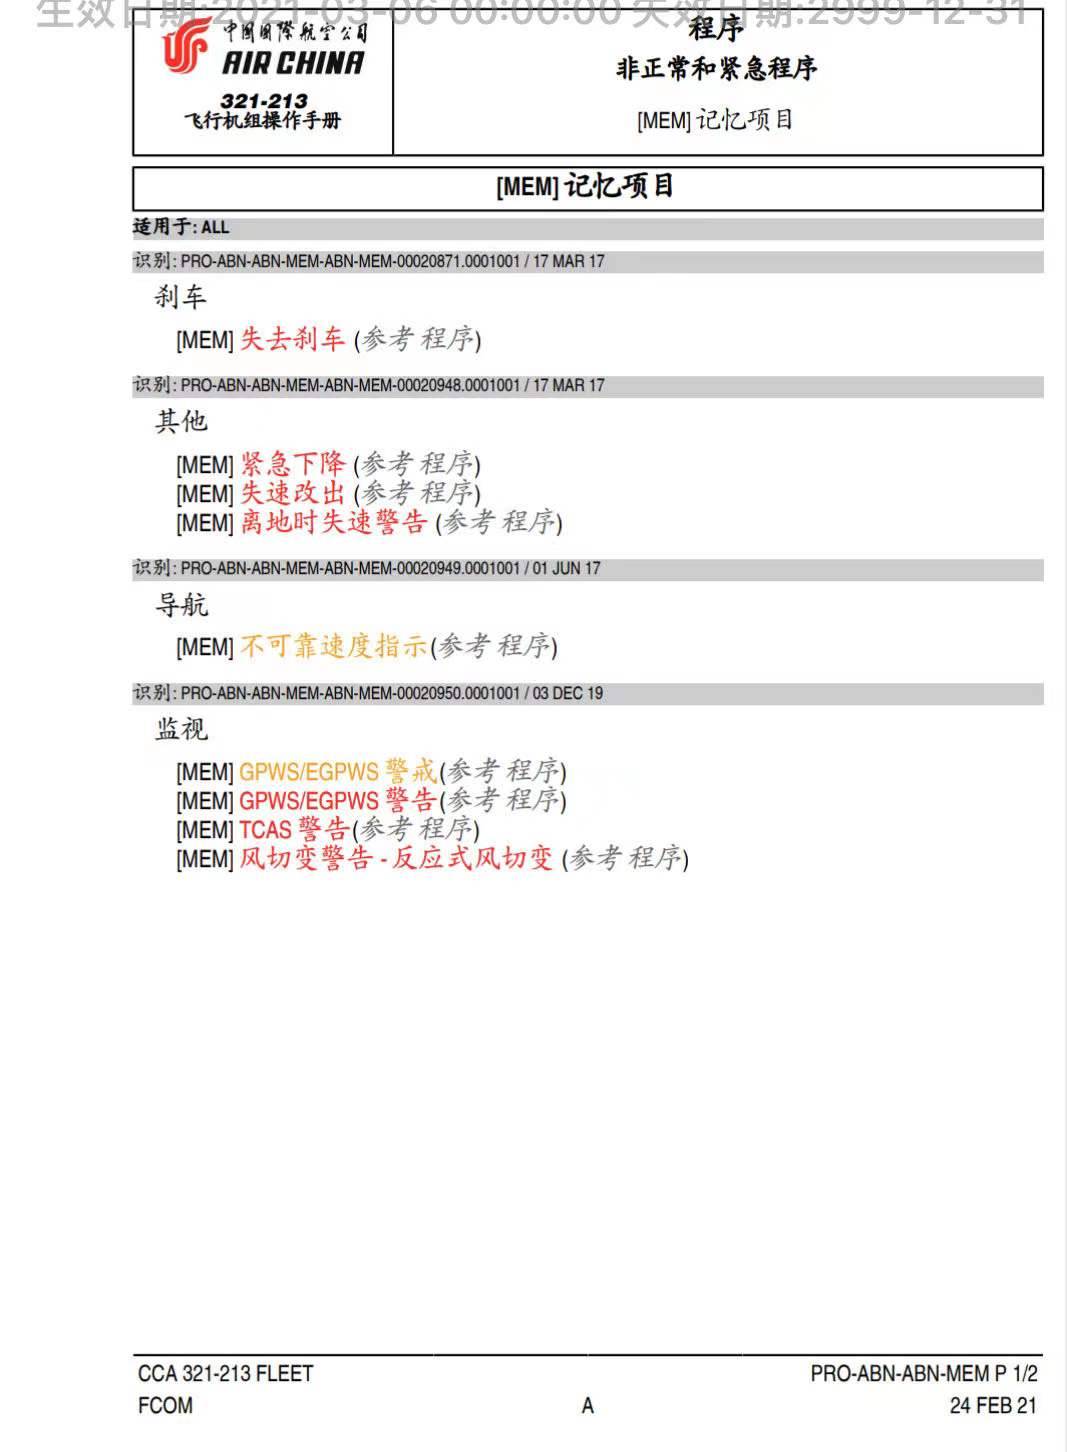 生效日期:2021-03-06 00:00:00 失效日期:2999-12-31
中國國際航空公司
AIR CHINA
321-213
飞行机组操作手册
程序
非正常和紧急程序
[MEM] 记忆项目
[MEM] 记忆项目
适用于: ALL
识别: PRO-ABN-ABN-MEM-ABN-MEM-00020871.0001001 / 17 MAR 17
刹车
[MEM] 失去刹车 (参考 程序)
识别: PRO-ABN-ABN-MEM-ABN-MEM-00020948.0001001 / 17 MAR 17
其他
[MEM] 紧急下降 (参考 程序)
[MEM] 失速改出 (参考 程序)
[MEM] 离地时失速警告 (参考 程序)
识别: PRO-ABN-ABN-MEM-ABN-MEM-00020949.0001001 / 01 JUN 17
导航
[MEM] 不可靠速度指示(参考 程序)
识别: PRO-ABN-ABN-MEM-ABN-MEM-00020950.0001001 / 03 DEC 19
监视
[MEM] GPWS/EGPWS 警戒(参考 程序)
[MEM] GPWS/EGPWS 警告(参考 程序)
[MEM] TCAS 警告(参考 程序)
[MEM] 风切变警告 - 反应式风切变 (参考 程序)
CCA 321-213 FLEET
PRO-ABN-ABN-MEM P 1/2
FCOM
A
24 FEB 21